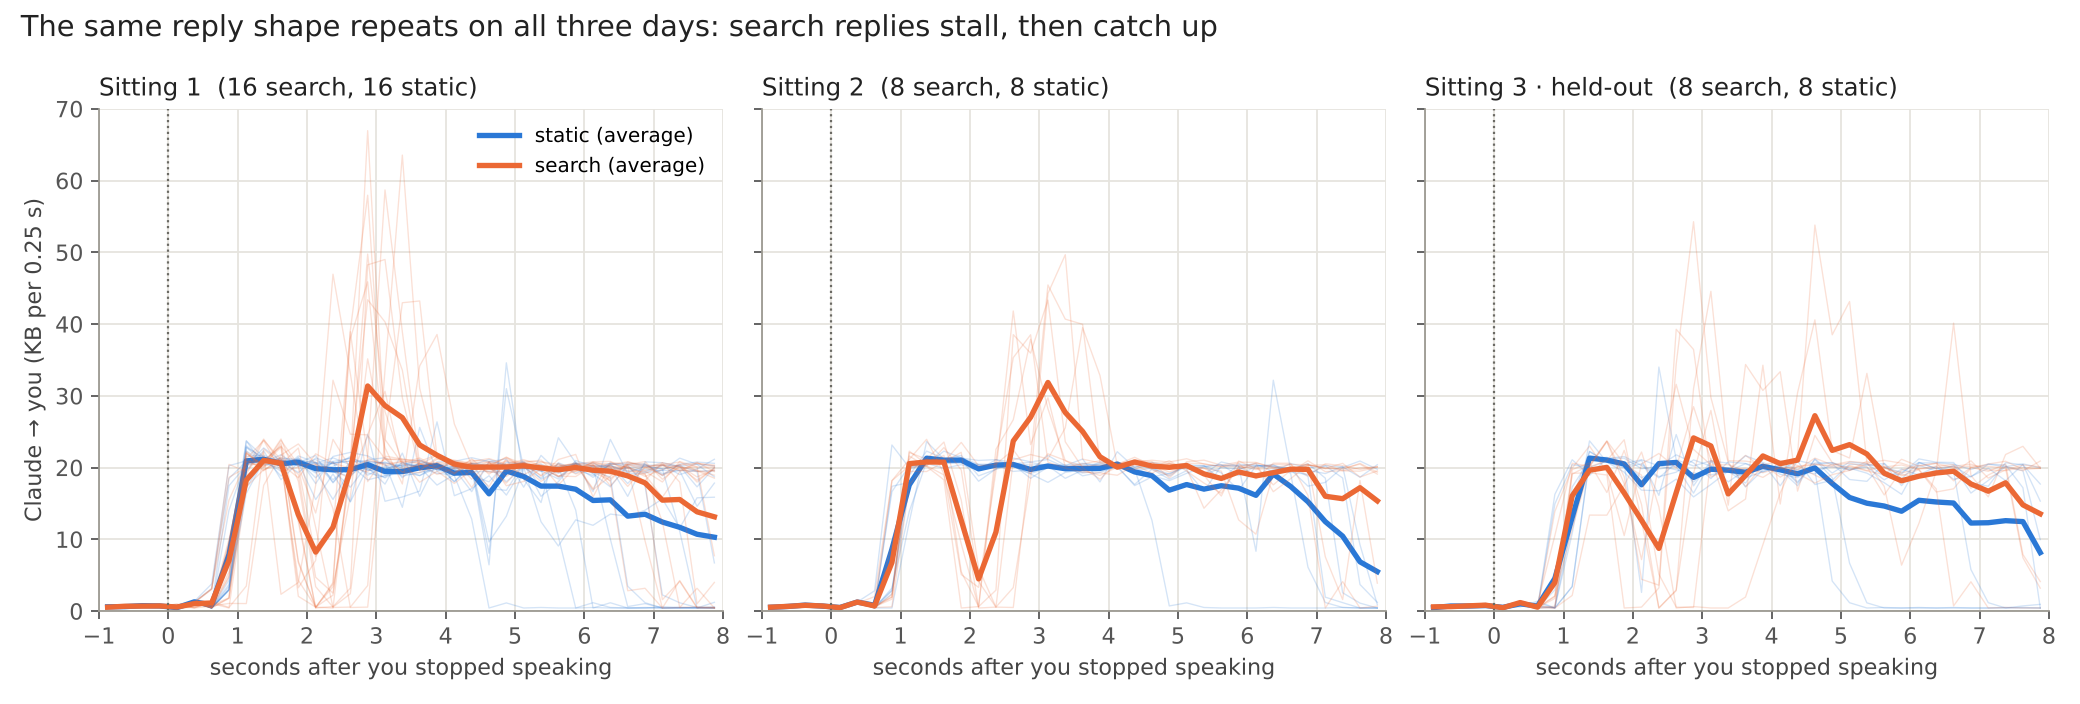 The same reply shape repeats on all three days: search replies stall, then catch up
Sitting 1  (16 search, 16 static)
Sitting 2  (8 search, 8 static)
Sitting 3 · held-out  (8 search, 8 static)
static (average)
search (average)
Claude → you (KB per 0.25 s)
70
60
50
40
30
20
10
0
−1 0 1 2 3 4 5 6 7 8
−1 0 1 2 3 4 5 6 7 8
−1 0 1 2 3 4 5 6 7 8
seconds after you stopped speaking
seconds after you stopped speaking
seconds after you stopped speaking